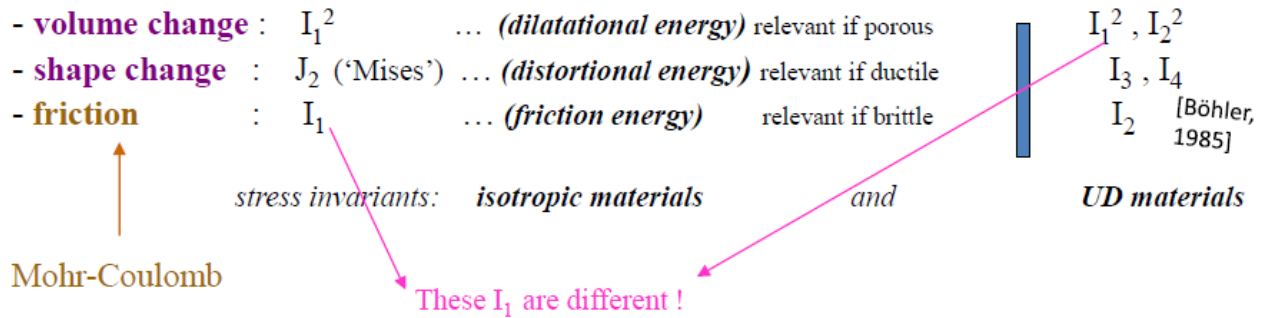 - volume change : I₁² … (dilatational energy) relevant if porous I₁² , I₂²
- shape change : J₂ (‘Mises’) … (distortional energy) relevant if ductile I₃ , I₄
- friction : I₁ … (friction energy) relevant if brittle I₂ [Böhler, 1985]
stress invariants: isotropic materials and UD materials
Mohr-Coulomb
These I₁ are different !